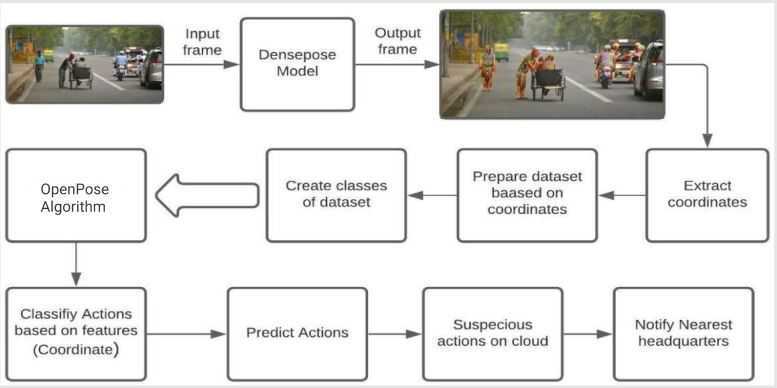 Input
frame
Densepose
Model
Output
frame
Extract
coordinates
Prepare dataset
baased on
coordinates
Create classes
of dataset
OpenPose
Algorithm
Classifiy Actions
based on features
(Coordinate)
Predict Actions
Suspecious
actions on cloud
Notify Nearest
headquarters